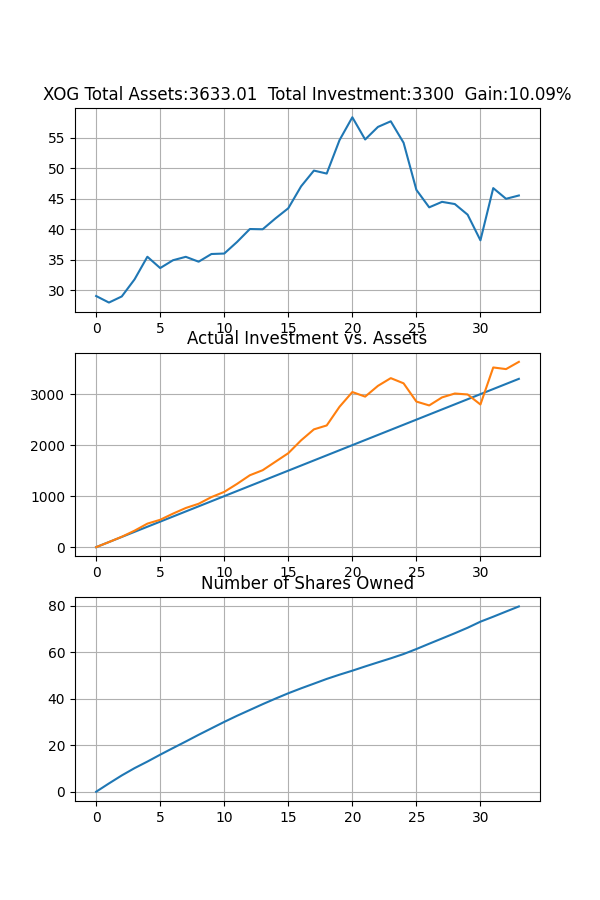 XOG Total Assets:3633.01 Total Investment:3300 Gain:10.09%
55
50
45
40
35
30
0 5 10 15 20 25 30
Actual Investment vs. Assets
3000
2000
1000
0
0 5 10 15 20 25 30
Number of Shares Owned
80
60
40
20
0
0 5 10 15 20 25 30